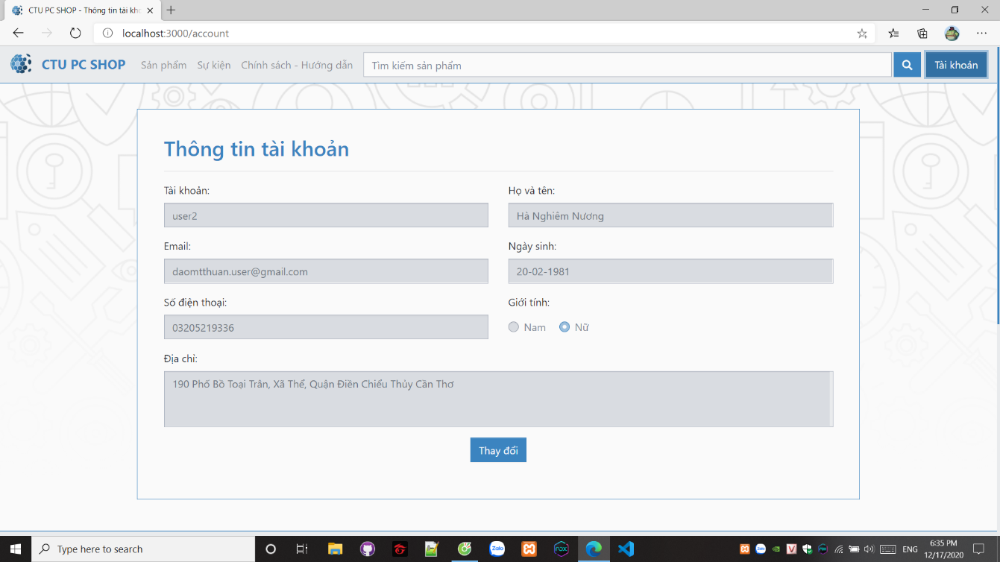 CTU PC SHOP - Thông tin tài kho
localhost:3000/account
CTU PC SHOP Sản phẩm Sự kiện Chính sách - Hướng dẫn Tìm kiếm sản phẩm Tài khoản
Thông tin tài khoản
Tài khoản: Họ và tên:
user2 Hà Nghiêm Nương
Email: Ngày sinh:
daomtthuan.user@gmail.com 20-02-1981
Số điện thoại: Giới tính:
03205219336 Nam Nữ
Địa chỉ:
190 Phố Bồ Toại Trân, Xã Thể, Quận Điền Chiểu Thủy Cần Thơ
Thay đổi
Type here to search Zalo nox ENG 6:35 PM
12/17/2020